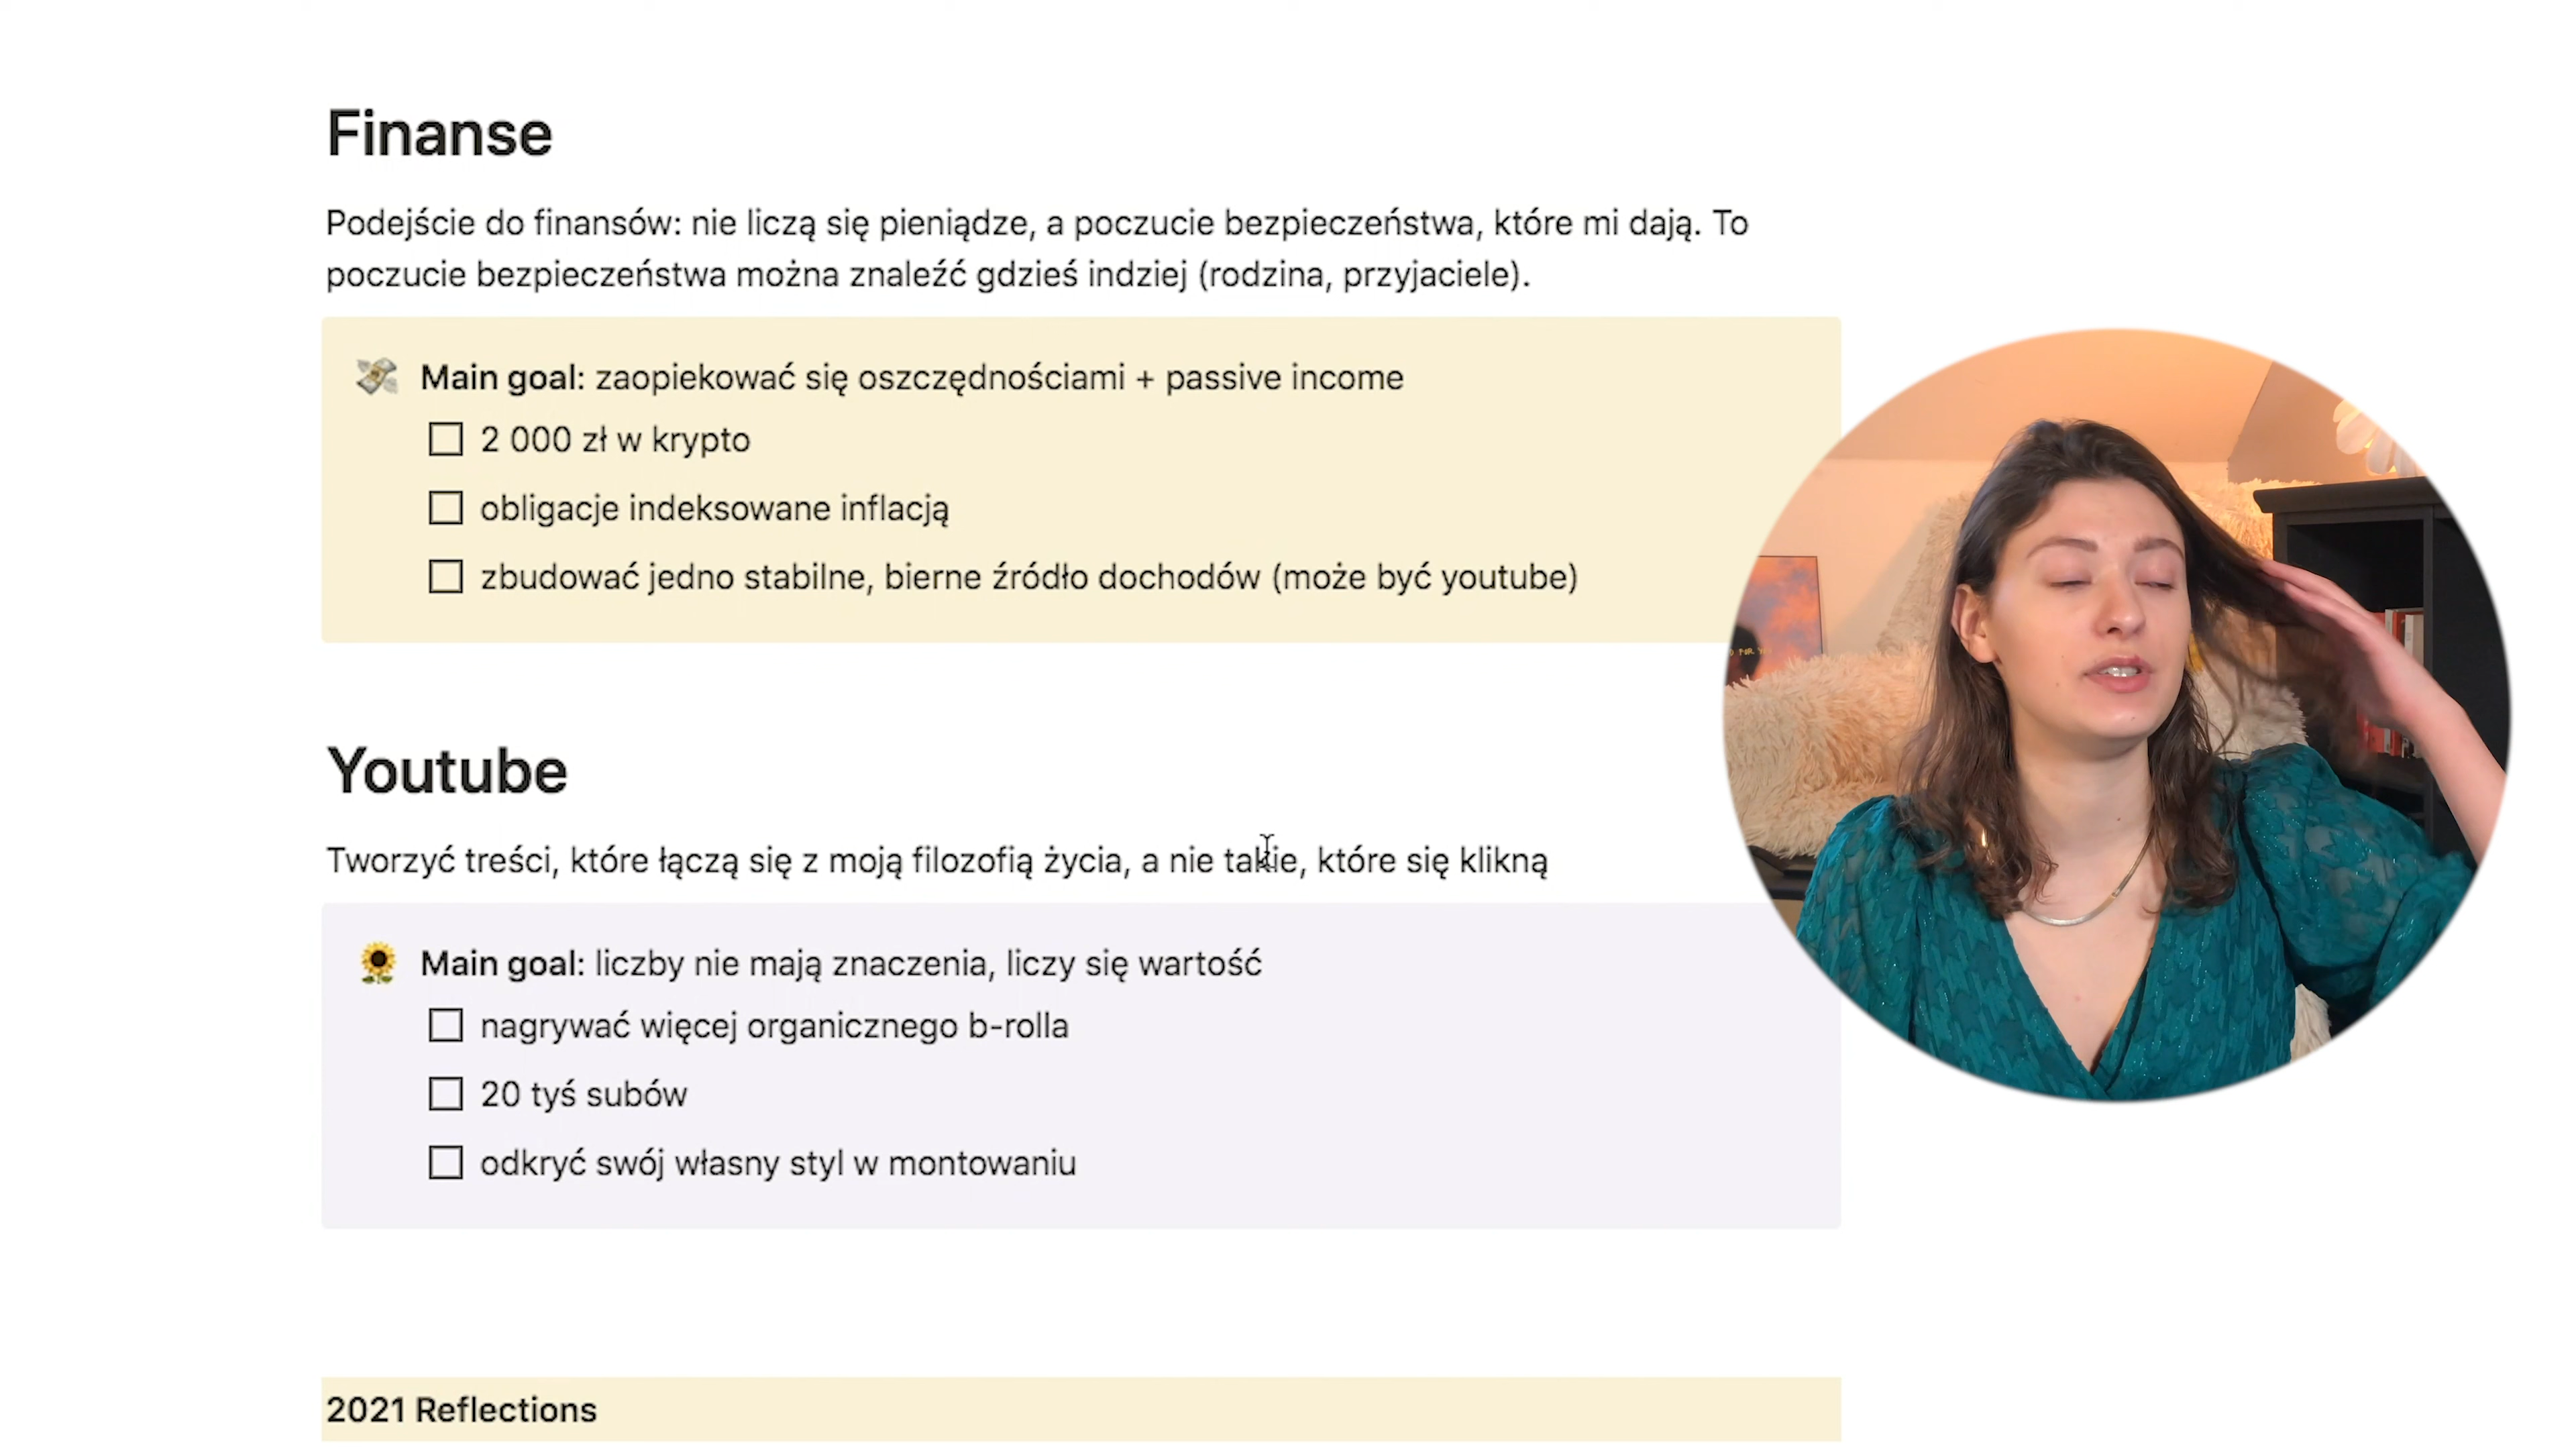 Finanse
Podejście do finansów: nie liczą się pieniądze, a poczucie bezpieczeństwa, które mi dają. To
poczucie bezpieczeństwa można znaleźć gdzieś indziej (rodzina, przyjaciele).
Main goal: zaopiekować się oszczędnościami + passive income
2 000 zł w krypto
obligacje indeksowane inflacją
zbudować jedno stabilne, bierne źródło dochodów (może być youtube)
Youtube
Tworzyć treści, które łączą się z moją filozofią życia, a nie takie, które się klikną
Main goal: liczby nie mają znaczenia, liczy się wartość
nagrywać więcej organicznego b-rolla
20 tyś subów
odkryć swój własny styl w montowaniu
2021 Reflections